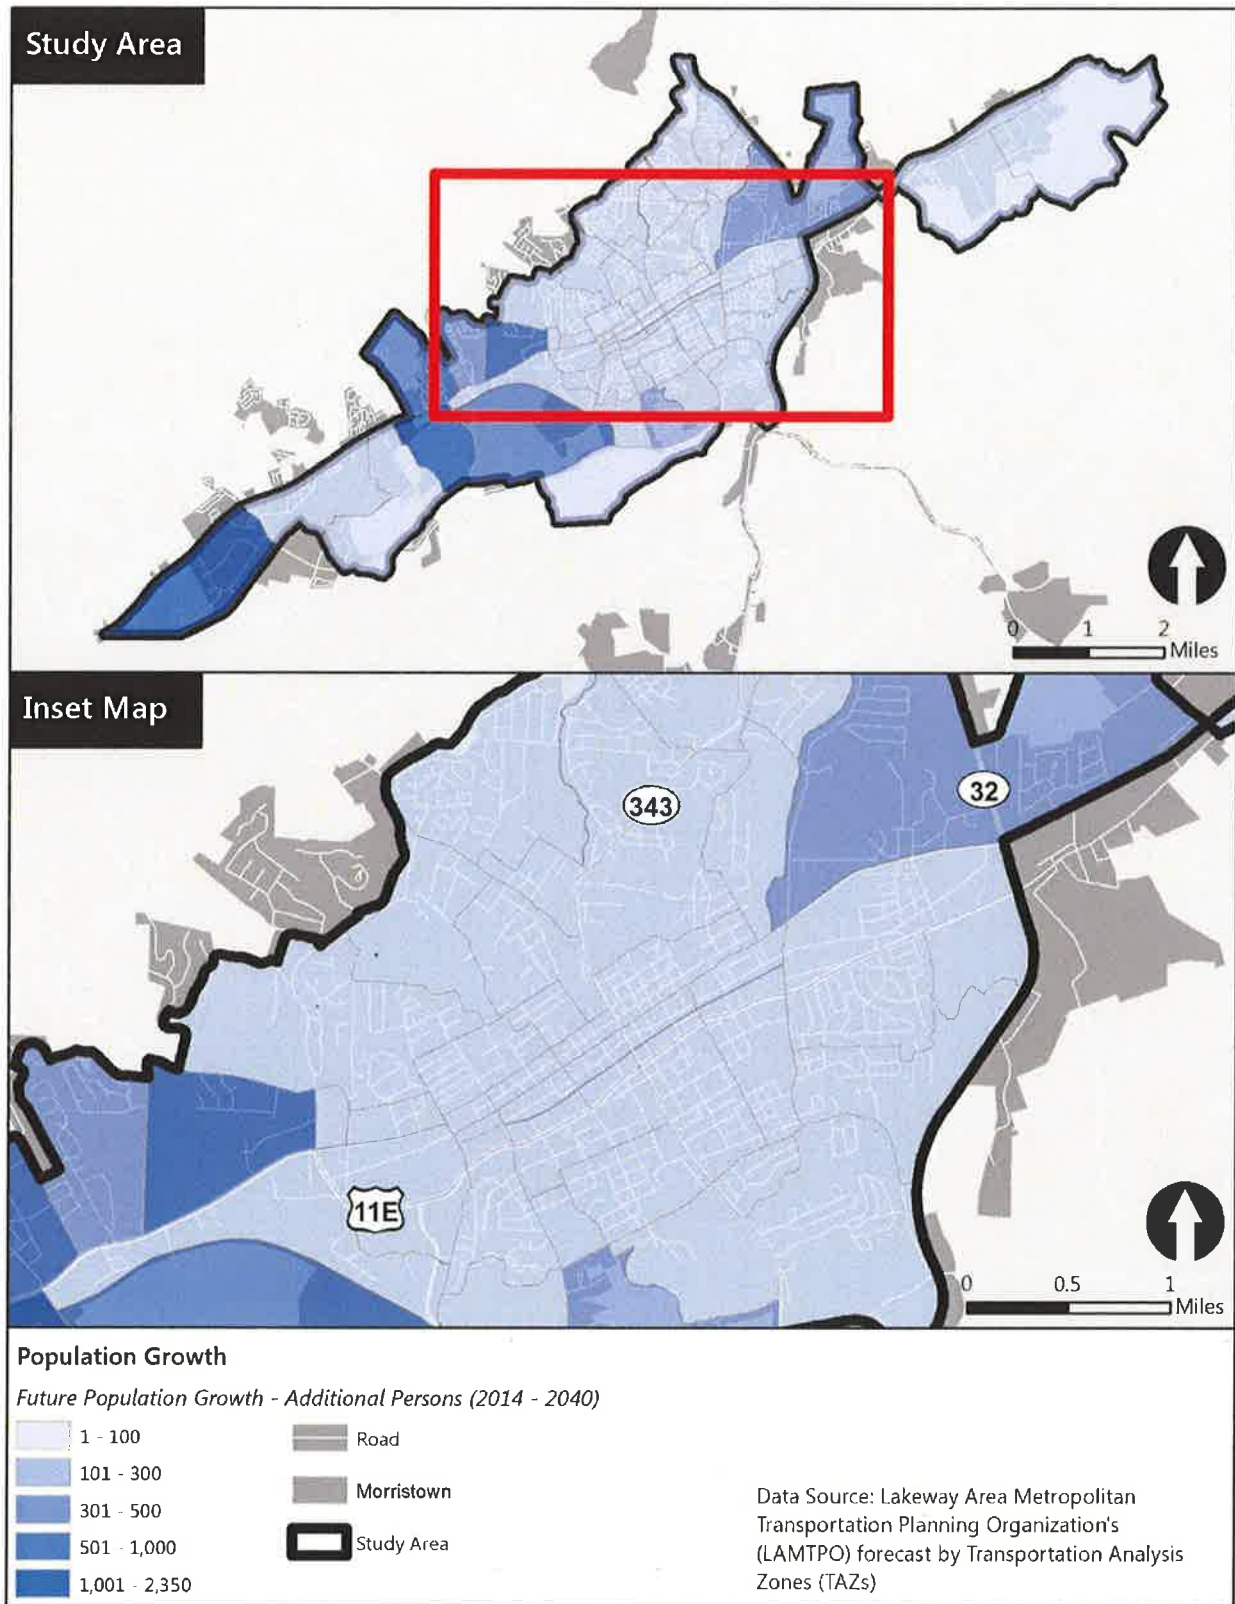 Study Area
0 1 2
Miles
Inset Map
343
32
11E
0 0.5 1
Miles
Population Growth
Future Population Growth - Additional Persons (2014 - 2040)
1 - 100
101 - 300
301 - 500
501 - 1,000
1,001 - 2,350
Road
Morristown
Study Area
Data Source: Lakeway Area Metropolitan
Transportation Planning Organization's
(LAMTPO) forecast by Transportation Analysis
Zones (TAZs)